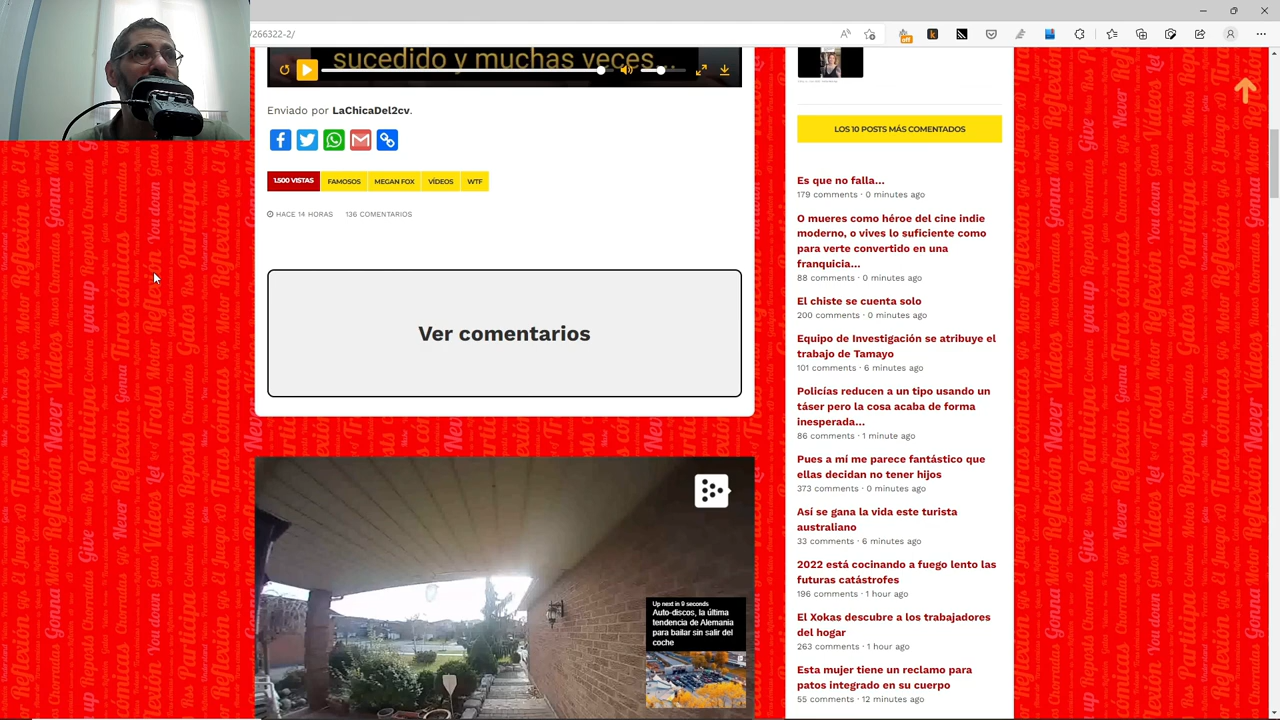 /266322-2/
sucedido y muchas veces...
Enviado por LaChicaDel2cv.
1.500 VISTAS
FAMOSOS
MEGAN FOX
VÍDEOS
WTF
HACE 14 HORAS
136 COMENTARIOS
Ver comentarios
Up next in 9 seconds
Auto-discos, la última
tendencia de Alemania
para bailar sin salir del
coche
LOS 10 POSTS MÁS COMENTADOS
Es que no falla...
179 comments · 0 minutes ago
O mueres como héroe del cine indie
moderno, o vives lo suficiente como
para verte convertido en una
franquicia...
88 comments · 0 minutes ago
El chiste se cuenta solo
200 comments · 0 minutes ago
Equipo de Investigación se atribuye el
trabajo de Tamayo
101 comments · 6 minutes ago
Policías reducen a un tipo usando un
táser pero la cosa acaba de forma
inesperada...
86 comments · 1 minute ago
Pues a mí me parece fantástico que
ellas decidan no tener hijos
373 comments · 0 minutes ago
Así se gana la vida este turista
australiano
33 comments · 6 minutes ago
2022 está cocinando a fuego lento las
futuras catástrofes
196 comments · 1 hour ago
El Xokas descubre a los trabajadores
del hogar
263 comments · 1 hour ago
Esta mujer tiene un reclamo para
patos integrado en su cuerpo
55 comments · 12 minutes ago